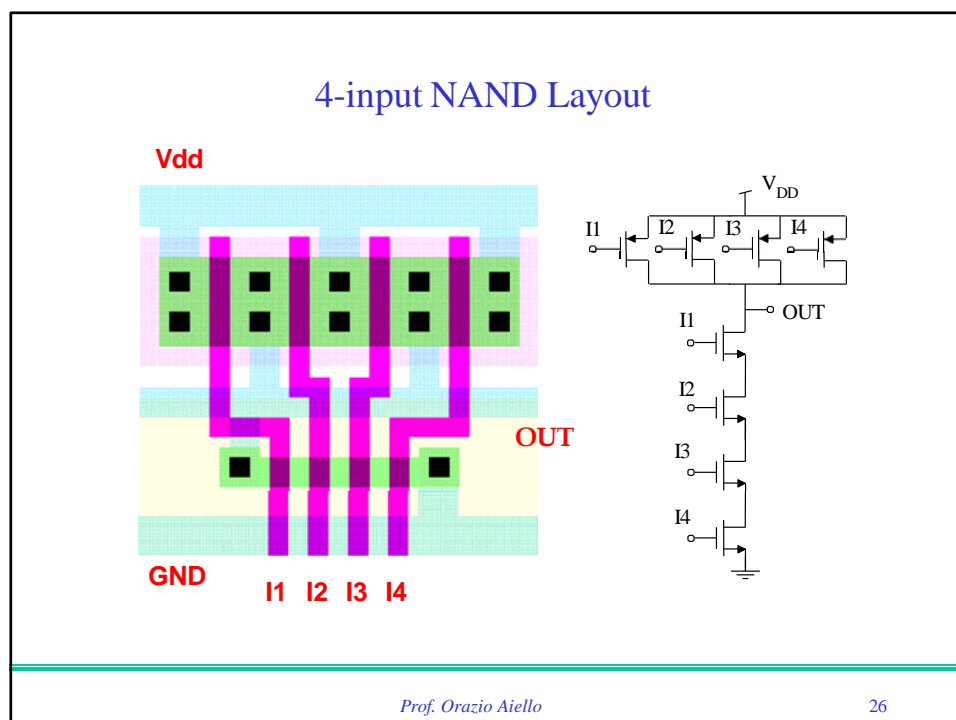 4-input NAND Layout
Vdd
VDD
I1 I2 I3 I4
OUT
I1
I2
OUT
I3
I4
GND
I1 I2 I3 I4
Prof. Orazio Aiello 26